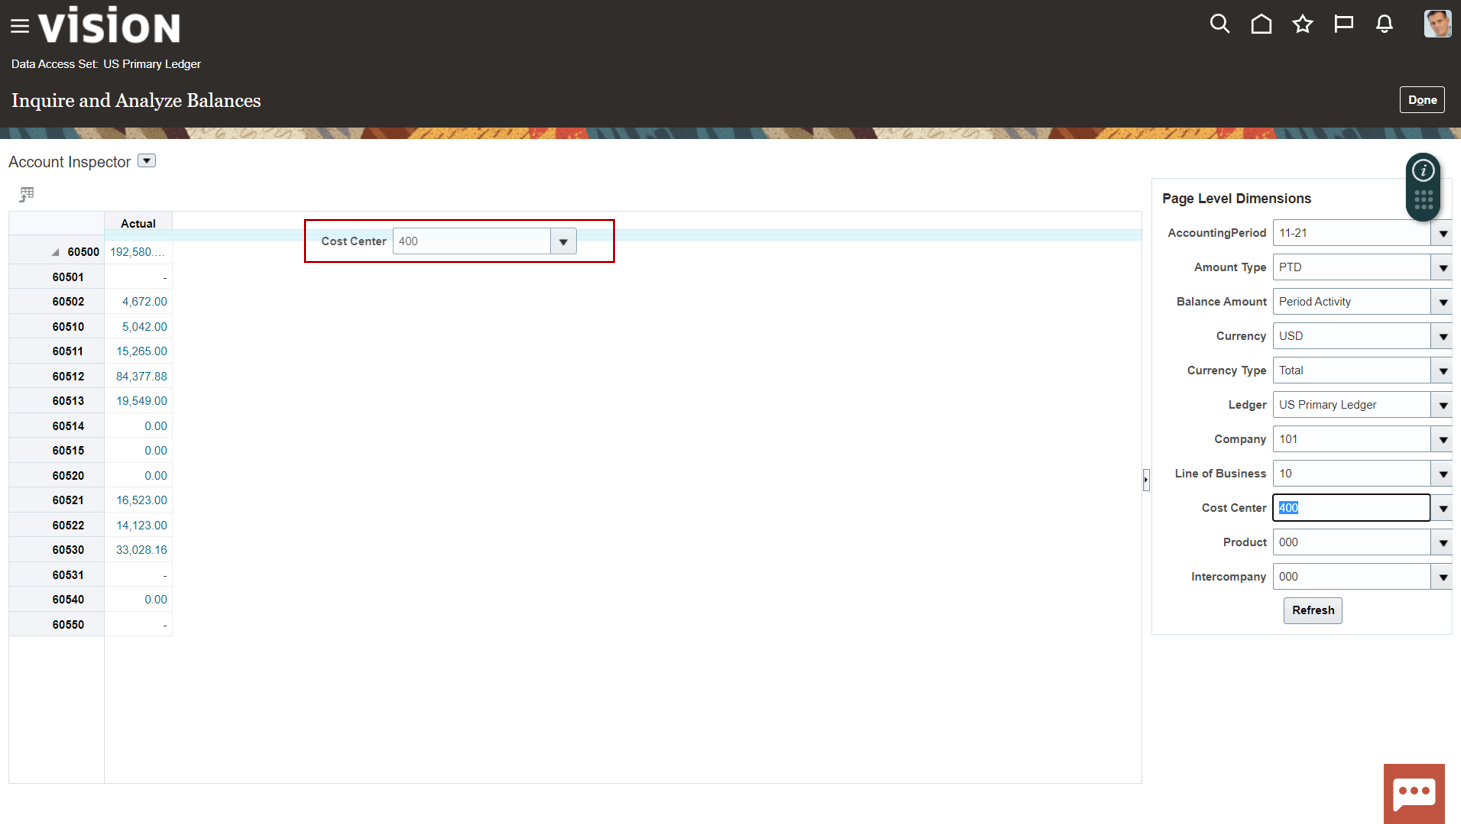 vision
Data Access Set: US Primary Ledger
Inquire and Analyze Balances
Done
Account Inspector
Actual
60500 192,580....
60501 -
60502 4,672.00
60510 5,042.00
60511 15,265.00
60512 84,377.88
60513 19,549.00
60514 0.00
60515 0.00
60520 0.00
60521 16,523.00
60522 14,123.00
60530 33,028.16
60531 -
60540 0.00
60550 -
Cost Center 400
Page Level Dimensions
AccountingPeriod 11-21
Amount Type PTD
Balance Amount Period Activity
Currency USD
Currency Type Total
Ledger US Primary Ledger
Company 101
Line of Business 10
Cost Center 400
Product 000
Intercompany 000
Refresh